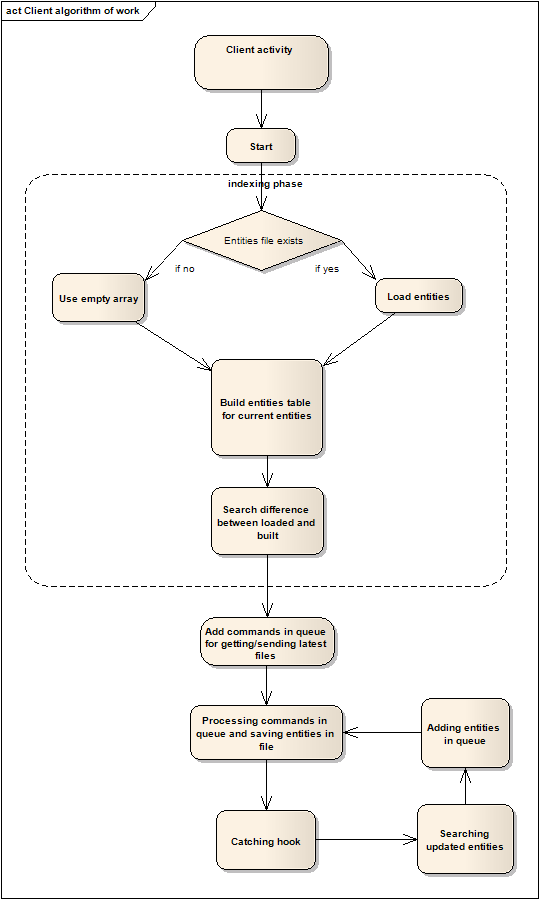 act Client algorithm of work
Client activity
Start
indexing phase
Entities file exists
if no
if yes
Use empty array
Load entities
Build entities table
for current entities
Search difference
between loaded and
built
Add commands in queue
for getting/sending latest
files
Processing commands in
queue and saving entities in
file
Adding entities
in queue
Catching hook
Searching
updated entities